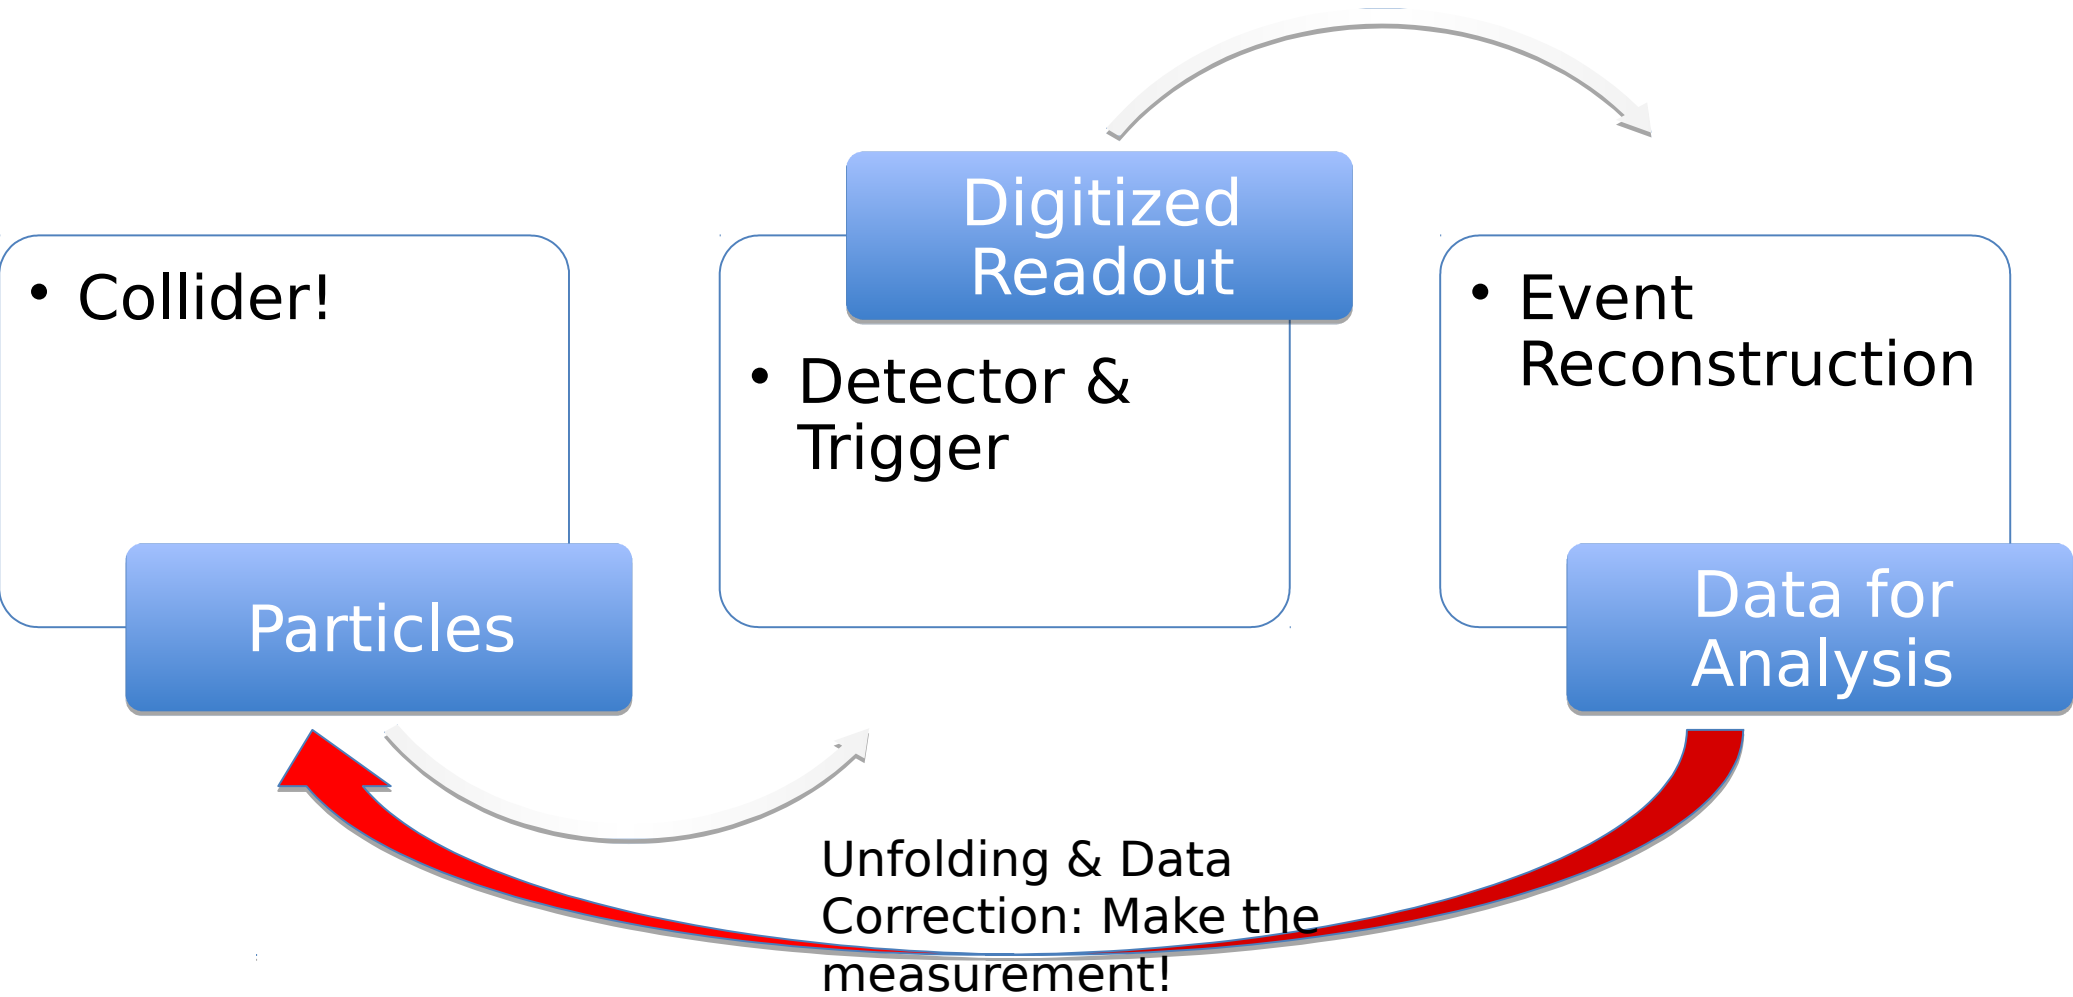 • Collider!
Particles
Digitized
Readout
• Detector &
Trigger
• Event
Reconstruction
Data for
Analysis
Unfolding & Data
Correction: Make the
measurement!